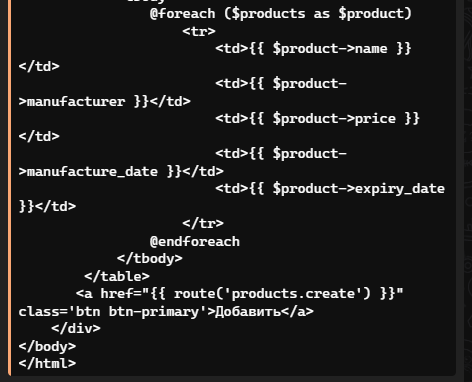 @foreach ($products as $product)
<tr>
<td>{{ $product->name }}
</td>
<td>{{ $product-
>manufacturer }}</td>
<td>{{ $product->price }}
</td>
<td>{{ $product-
>manufacture_date }}</td>
<td>{{ $product->expiry_date
}}</td>
</tr>
@endforeach
</tbody>
</table>
<a href="{{ route('products.create') }}"
class='btn btn-primary'>Добавить</a>
</div>
</body>
</html>